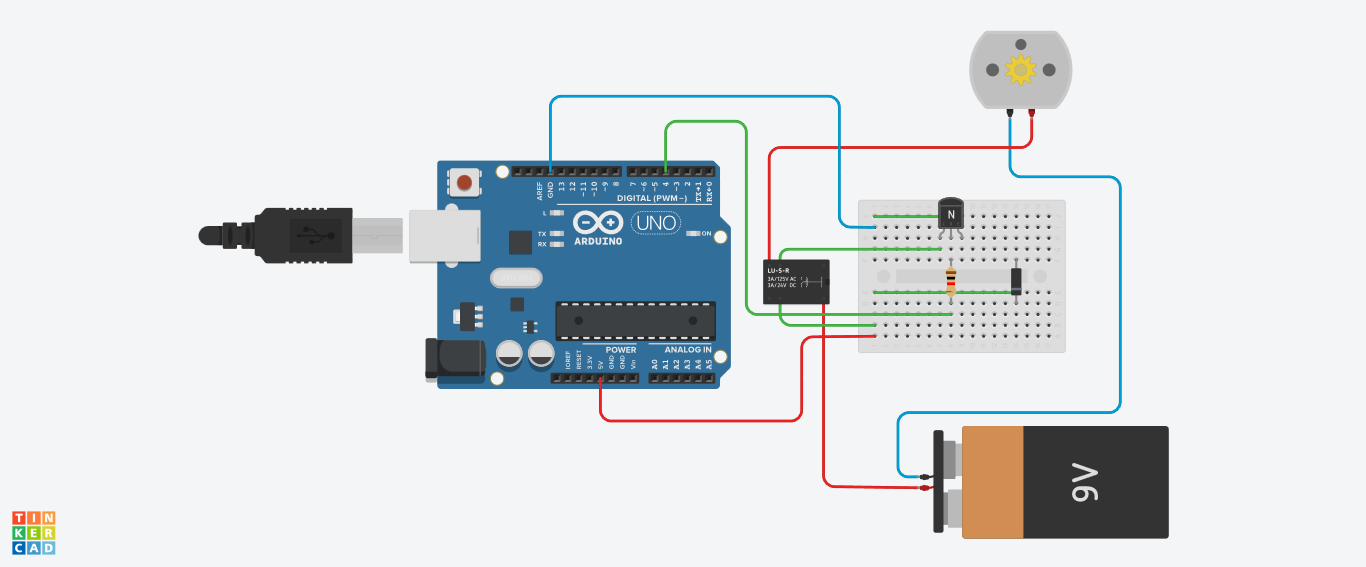 N
LU-S-R
3A/125V AC
3A/24V DC
AREF
GND
13
12
~11
~10
~9
8
7
~6
~5
4
~3
2
TX→1
RX←0
DIGITAL (PWM~)
L
TX
RX
ARDUINO
UNO
ON
POWER
ANALOG IN
IOREF
RESET
3.3V
5V
GND
GND
Vin
A0
A1
A2
A3
A4
A5
9V
TIN
KER
CAD